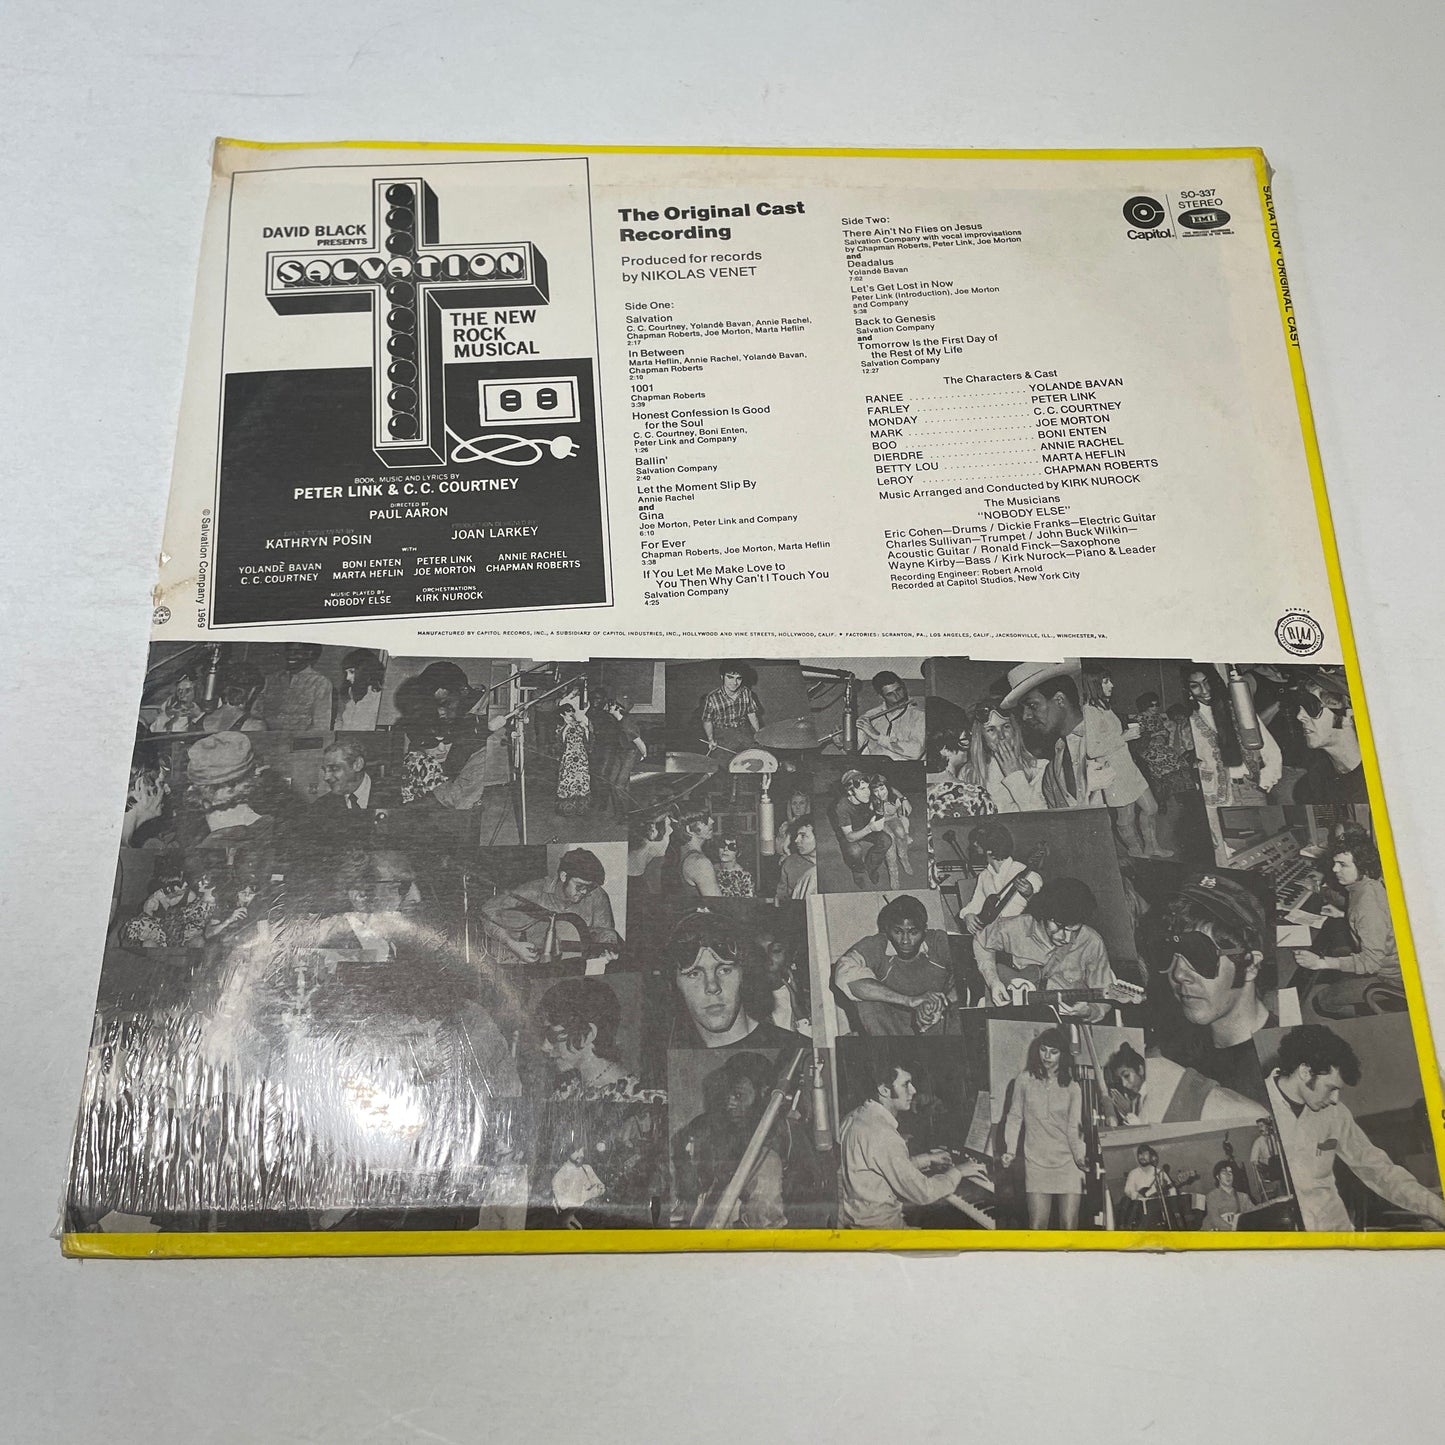 DAVID BLACK
PRESENTS
SALVATION
THE NEW
ROCK
MUSICAL
BOOK, MUSIC AND LYRICS BY
PETER LINK & C.C. COURTNEY
DIRECTED BY
PAUL AARON
KATHRYN POSIN
PRODUCTION DESIGNED BY
JOAN LARKEY
WITH
YOLANDÈ BAVAN
BONI ENTEN
PETER LINK
ANNIE RACHEL
C.C. COURTNEY
MARTA HEFLIN
JOE MORTON
CHAPMAN ROBERTS
MUSIC PLAYED BY
NOBODY ELSE
ORCHESTRATIONS
KIRK NUROCK
© Salvation Company 1969
The Original Cast
Recording
Produced for records
by NIKOLAS VENET
Side One:
Salvation
C. C. Courtney, Yolandè Bavan, Annie Rachel,
Chapman Roberts, Joe Morton, Marta Heflin
2:17
In Between
Marta Heflin, Annie Rachel, Yolandè Bavan,
Chapman Roberts
2:10
1001
Chapman Roberts
3:39
Honest Confession Is Good
for the Soul
C. C. Courtney, Boni Enten,
Peter Link and Company
1:26
Ballin'
Salvation Company
2:40
Let the Moment Slip By
Annie Rachel
and
Gina
Joe Morton, Peter Link and Company
6:10
For Ever
Chapman Roberts, Joe Morton, Marta Heflin
3:38
If You Let Me Make Love to
You Then Why Can't I Touch You
Salvation Company
4:25
Side Two:
There Ain't No Flies on Jesus
Salvation Company with vocal improvisations
by Chapman Roberts, Peter Link, Joe Morton
and
Deadalus
Yolandè Bavan
7:02
Let's Get Lost in Now
Peter Link (Introduction), Joe Morton
and Company
5:38
Back to Genesis
Salvation Company
and
Tomorrow Is the First Day of
the Rest of My Life
Salvation Company
12:27
The Characters & Cast
RANEE . . . . . . . . . . . . . . . . . . . YOLANDÈ BAVAN
FARLEY . . . . . . . . . . . . . . . . . . . PETER LINK
MONDAY . . . . . . . . . . . . . . . . . . C. C. COURTNEY
MARK . . . . . . . . . . . . . . . . . . . . . JOE MORTON
BOO . . . . . . . . . . . . . . . . . . . . . . BONI ENTEN
DIERDRE . . . . . . . . . . . . . . . . . . ANNIE RACHEL
BETTY LOU . . . . . . . . . . . . . . . . MARTA HEFLIN
LeROY . . . . . . . . . . . . . . . . . . . . CHAPMAN ROBERTS
Music Arranged and Conducted by KIRK NUROCK
The Musicians
"NOBODY ELSE"
Eric Cohen—Drums / Dickie Franks—Electric Guitar
Charles Sullivan—Trumpet / John Buck Wilkin—
Acoustic Guitar / Ronald Finck—Saxophone
Wayne Kirby—Bass / Kirk Nurock—Piano & Leader
Recording Engineer: Robert Arnold
Recorded at Capitol Studios, New York City
Capitol®
SO-337
STEREO
EMI
MANUFACTURED BY CAPITOL RECORDS, INC., A SUBSIDIARY OF CAPITOL INDUSTRIES, INC., HOLLYWOOD AND VINE STREETS, HOLLYWOOD, CALIF. • FACTORIES: SCRANTON, PA., LOS ANGELES, CALIF., JACKSONVILLE, ILL., WINCHESTER, VA.
RIAA
SALVATION · ORIGINAL CAST